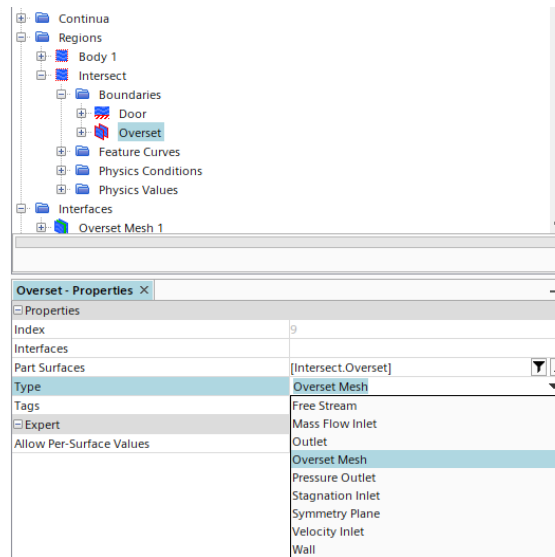 Continua
Regions
Body 1
Intersect
Boundaries
Door
Overset
Feature Curves
Physics Conditions
Physics Values
Interfaces
Overset Mesh 1
Overset - Properties ×
Properties
Index 9
Interfaces
Part Surfaces [Intersect.Overset]
Type Overset Mesh
Tags Free Stream
Expert Mass Flow Inlet
Allow Per-Surface Values Outlet
Overset Mesh
Pressure Outlet
Stagnation Inlet
Symmetry Plane
Velocity Inlet
Wall